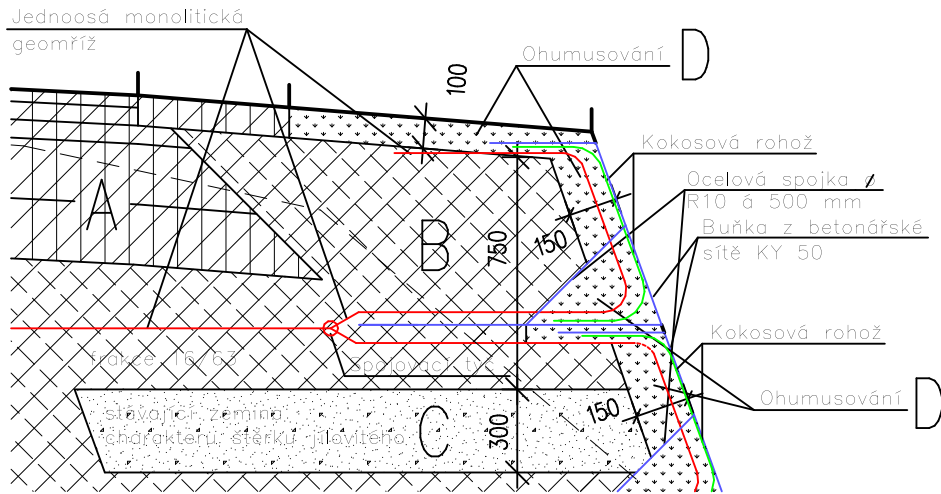 Jednoosá monolitická
geomříž
100
Ohumusování
D
Kokosová rohož
Ocelová spojka ø
R10 á 500 mm
Buňka z betonářské
sítě KY 50
A
B
750
150
Kokosová rohož
frakce 16/63
spojovací tyč
Ohumusování
D
stávající zemina
charakteru štěrku jílovitého
C
300
150